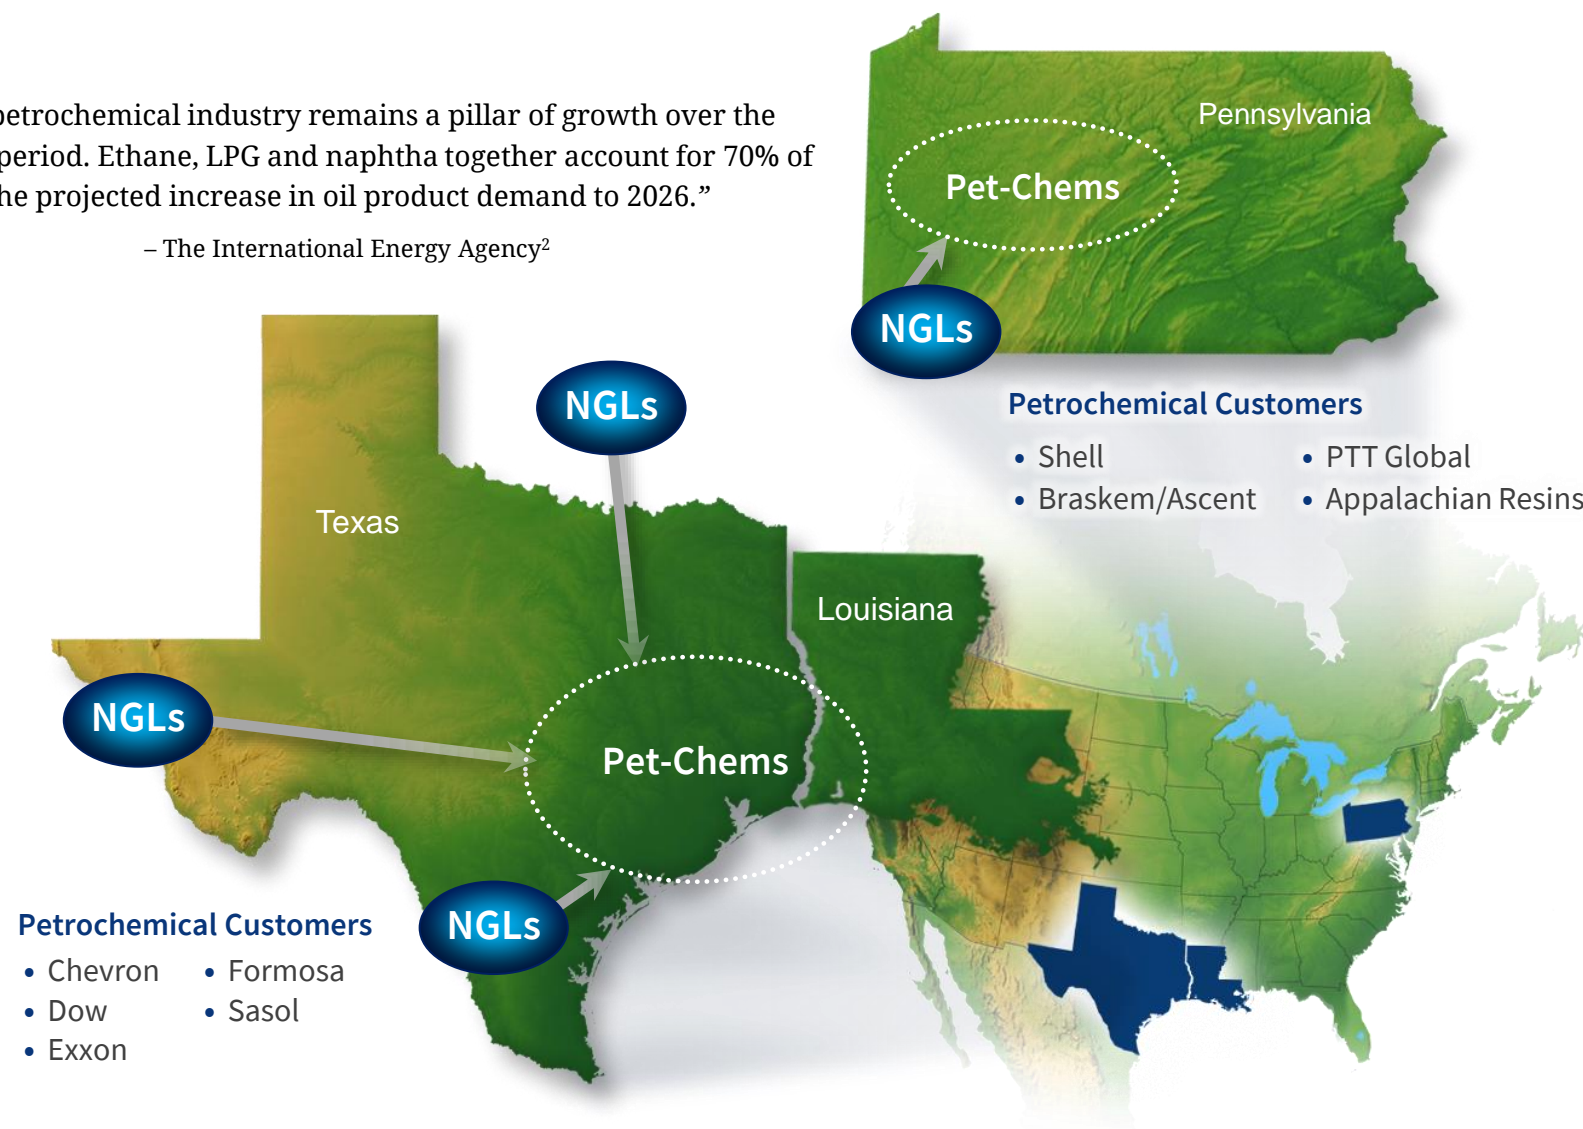 petrochemical industry remains a pillar of growth over the
period. Ethane, LPG and naphtha together account for 70% of
he projected increase in oil product demand to 2026.”
– The International Energy Agency²
Pennsylvania
Pet-Chems
NGLs
Petrochemical Customers
• Shell
• PTT Global
• Braskem/Ascent
• Appalachian Resins
NGLs
Texas
Louisiana
NGLs
Pet-Chems
NGLs
Petrochemical Customers
• Chevron
• Formosa
• Dow
• Sasol
• Exxon